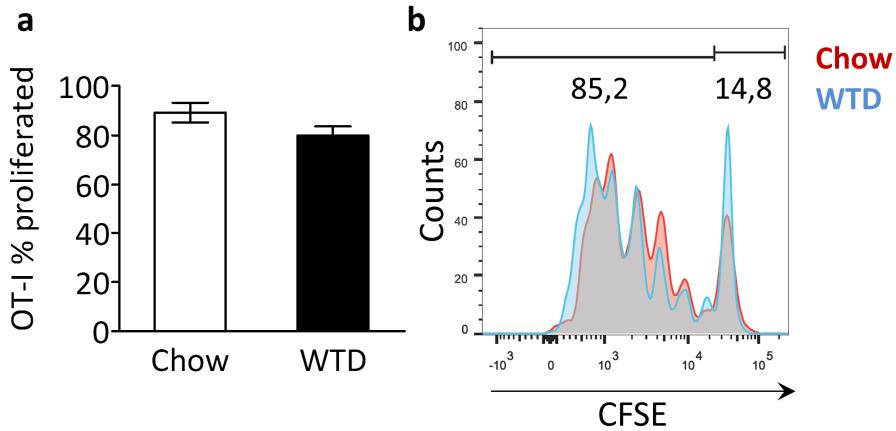 a
OT-I % proliferated
100
80
60
40
20
0
Chow
WTD
b
Counts
100
80
60
40
20
0
85,2
14,8
-10³
0
10³
10⁴
10⁵
CFSE
Chow
WTD